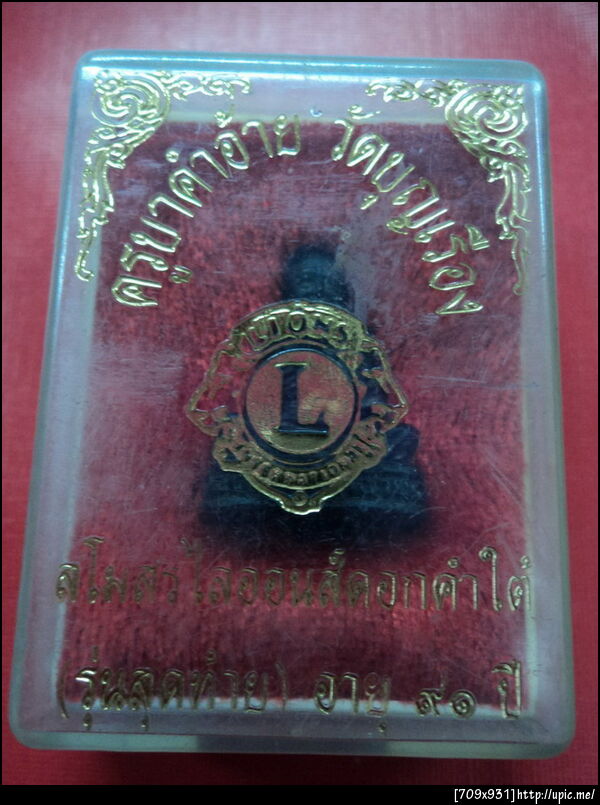 ครูบาคำอ้าย วัดบุญเรือง
LIONS
L
INTERNATIONAL
สโมสรไลออนส์ดอกคำใต้
(รุ่นสุดท้าย) อายุ ๙๑ ปี
[709x931]http://upic.me/